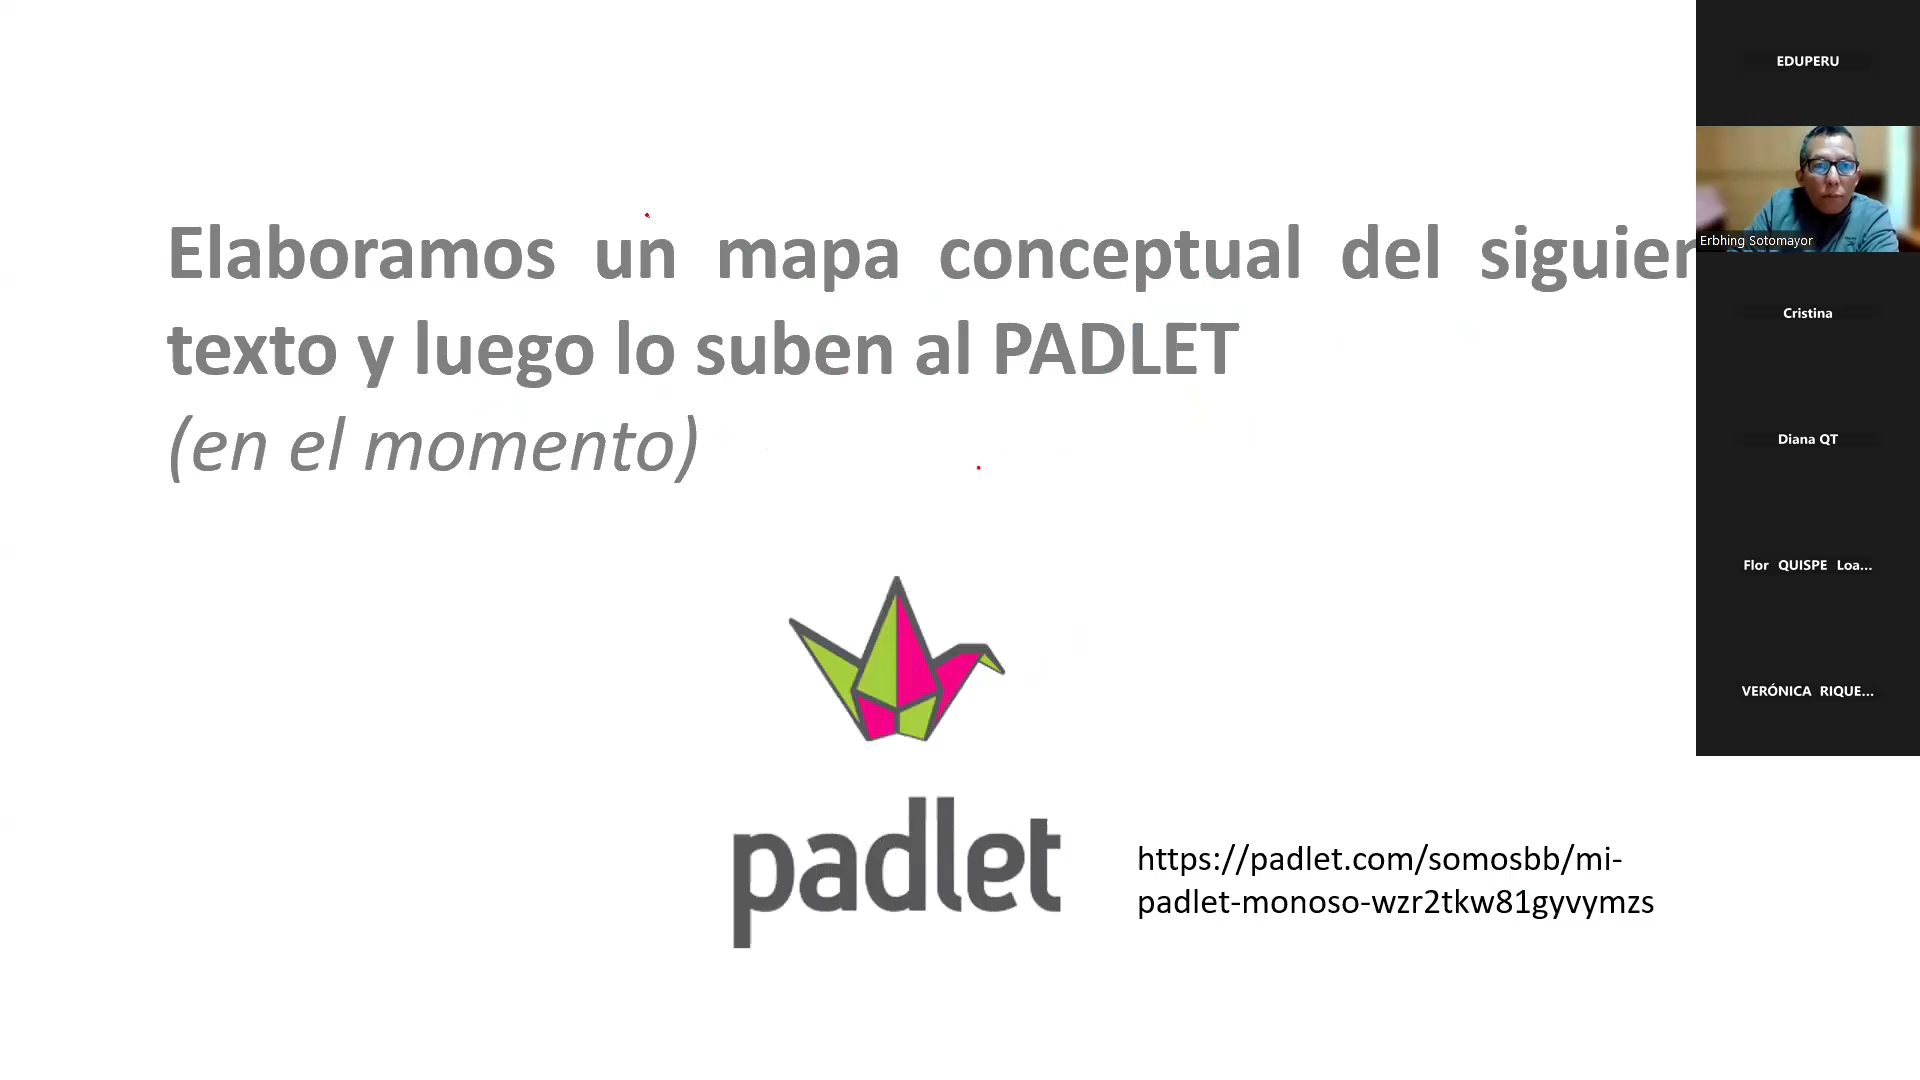 Elaboramos un mapa conceptual del
texto y luego lo suben al PADLET
(en el momento)
padlet
https://padlet.com/somosbb/mi-
padlet-monoso-wzr2tkw81gyvymzs
EDUPERU
Erbhing Sotomayor
Cristina
Diana QT
Flor QUISPE Loa...
VERÓNICA RIQUE...